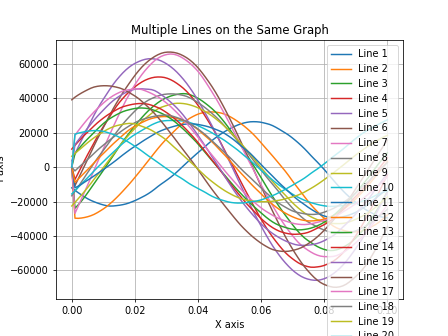 Multiple Lines on the Same Graph
60000
40000
20000
0
−20000
−40000
−60000
0.00
0.02
0.04
0.06
X axis
Line 1
Line 2
Line 3
Line 4
Line 5
Line 6
Line 7
Line 8
Line 9
Line 10
Line 11
Line 12
Line 13
Line 14
Line 15
Line 16
Line 17
Line 18
Line 19
Line 20